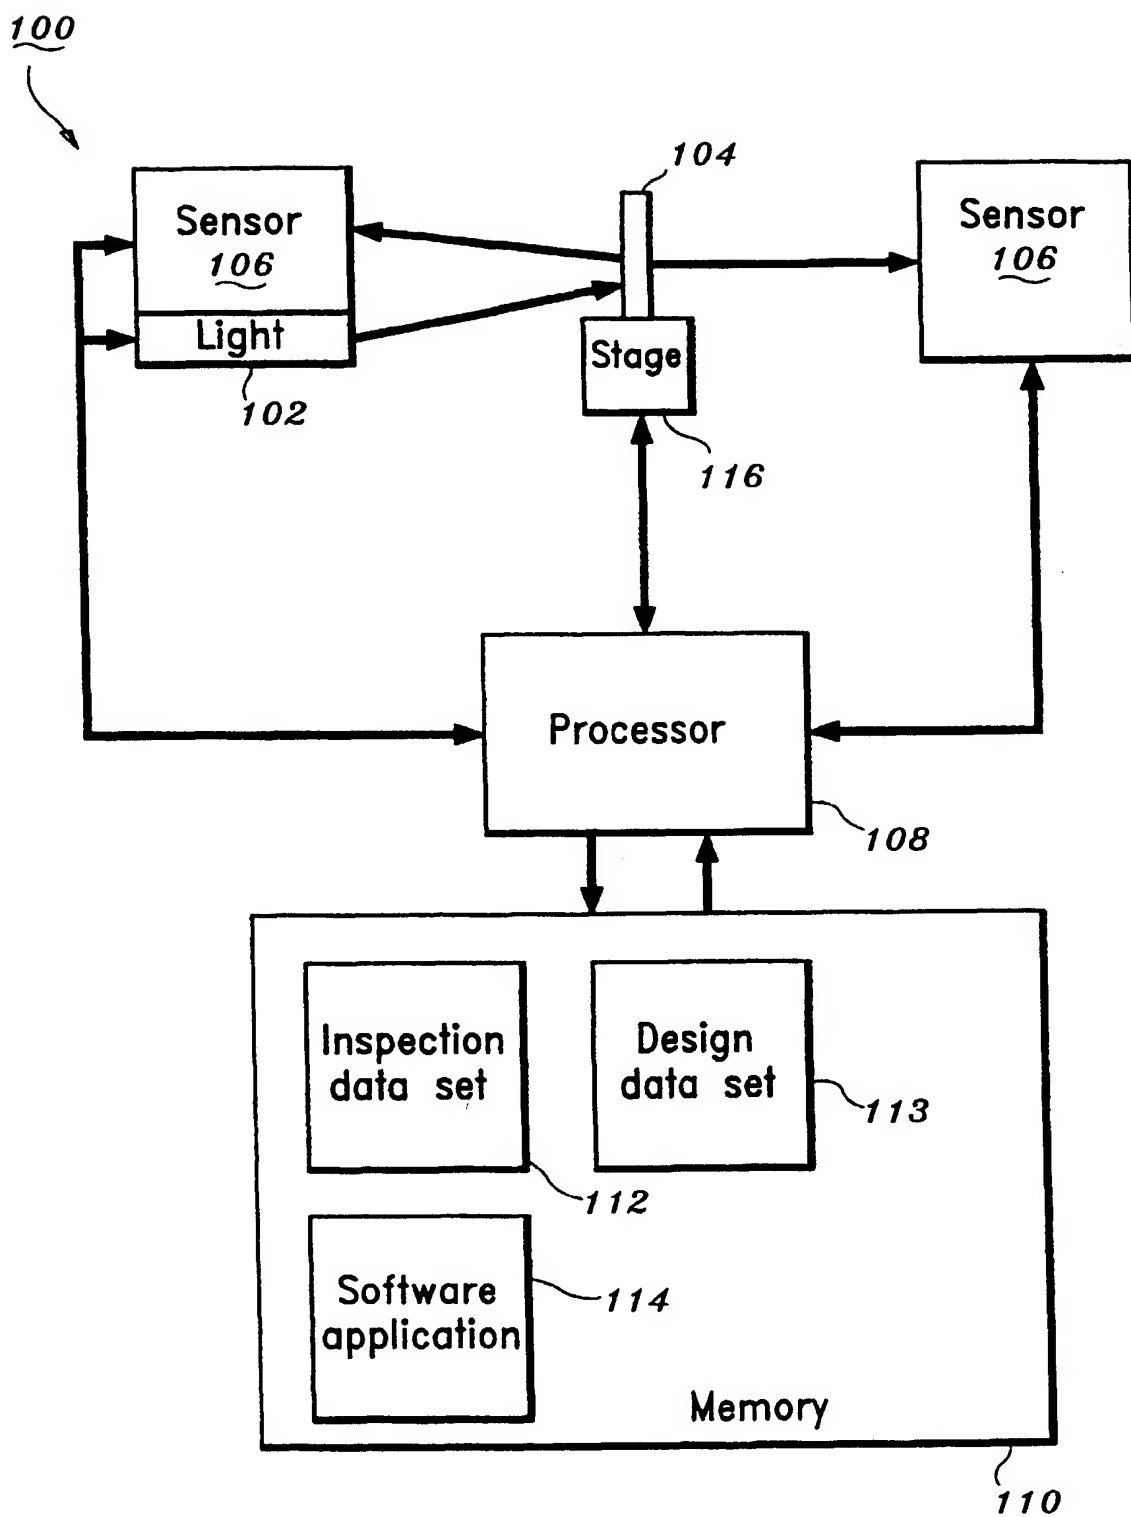 100
104
Sensor
106
Sensor
106
Light
102
Stage
116
Processor
108
Inspection
data set
112
Design
data set
113
Software
application
114
Memory
110